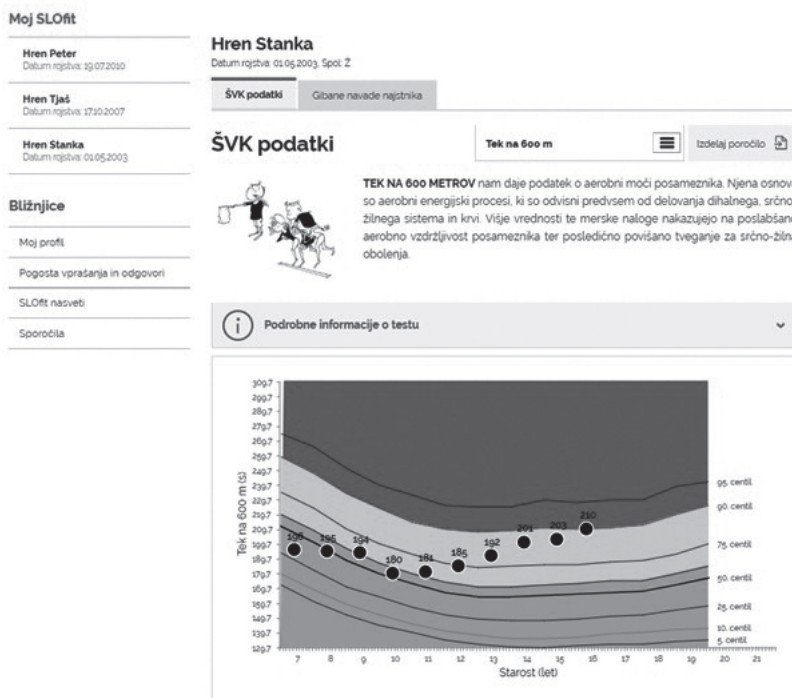 Moj SLOfit
Hren Peter
Datum rojstva: 19.07.2010
Hren Tjaš
Datum rojstva: 17.10.2007
Hren Stanka
Datum rojstva: 01.05.2003
Bližnjice
Moj profil
Pogosta vprašanja in odgovori
SLOfit nasveti
Sporočila
Hren Stanka
Datum rojstva: 01.05.2003, Spol: Ž
ŠVK podatki
Gibane navade najstnika
ŠVK podatki
Tek na 600 m
Izdelaj poročilo
TEK NA 600 METROV nam daje podatek o aerobni moči posameznika. Njena osnova
so aerobni energijski procesi, ki so odvisni predvsem od delovanja dihalnega, srčno-
žilnega sistema in krvi. Višje vrednosti te merske naloge nakazujejo na poslabšano
aerobno vzdržljivost posameznika ter posledično povišano tveganje za srčno-žilna
obolenja.
Podrobne informacije o testu
Tek na 600 m (s)
309.7
299.7
289.7
279.7
269.7
259.7
249.7
239.7
229.7
219.7
209.7
199.7
189.7
179.7
169.7
159.7
149.7
139.7
129.7
196 195 194 180 181 185 192 201 203 210
95. centil
90. centil
75. centil
50. centil
25. centil
10. centil
5. centil
7 8 9 10 11 12 13 14 15 16 17 18 19 20 21
Starost (let)